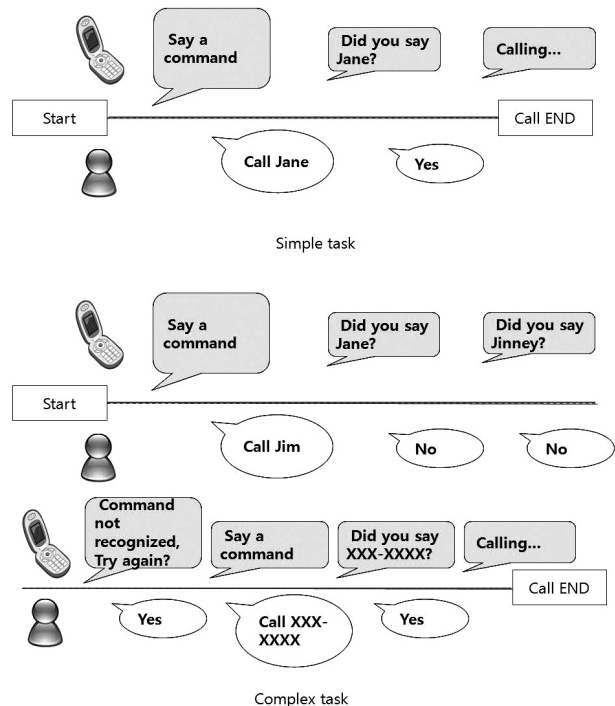 Say a
command
Did you say
Jane?
Calling...
Start
Call END
Call Jane
Yes
Simple task
Say a
command
Did you say
Jane?
Did you say
Jinney?
Start
Call Jim
No
No
Command
not
recognized,
Try again?
Say a
command
Did you say
XXX-XXXX?
Calling...
Call END
Yes
Call XXX-
XXXX
Yes
Complex task